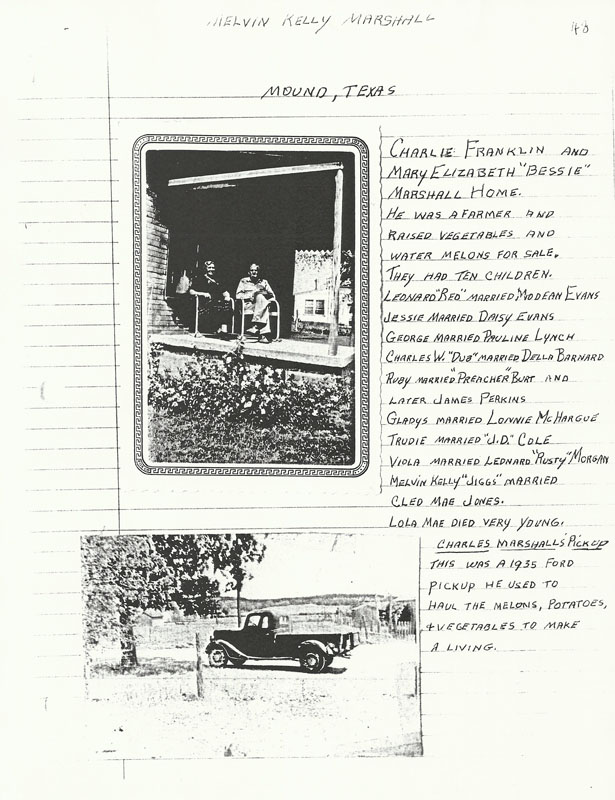 MELVIN KELLY MARSHALL
48
MOUND, TEXAS
CHARLIE FRANKLIN AND
MARY ELIZABETH "BESSIE"
MARSHALL HOME.
HE WAS A FARMER AND
RAISED VEGETABLES AND
WATER MELONS FOR SALE.
THEY HAD TEN CHILDREN.
LEONARD "RED" MARRIED MODEAN EVANS
JESSIE MARRIED DAISY EVANS
GEORGE MARRIED PAULINE LYNCH
CHARLES W. "DUB" MARRIED DELLA BARNARD
RUBY MARRIED "PREACHER" BURT AND
LATER JAMES PERKINS
GLADYS MARRIED LONNIE MCHARGUE
TRUDIE MARRIED "J.D." COLE
VIOLA MARRIED LEONARD "RUSTY" MORGAN
MELVIN KELLY "JIGGS" MARRIED
CLEO MAE JONES.
LOLA MAE DIED VERY YOUNG.
CHARLES MARSHALL'S PICKUP
THIS WAS A 1935 FORD
PICKUP HE USED TO
HAUL THE MELONS, POTATOES,
+ VEGETABLES TO MAKE
A LIVING.